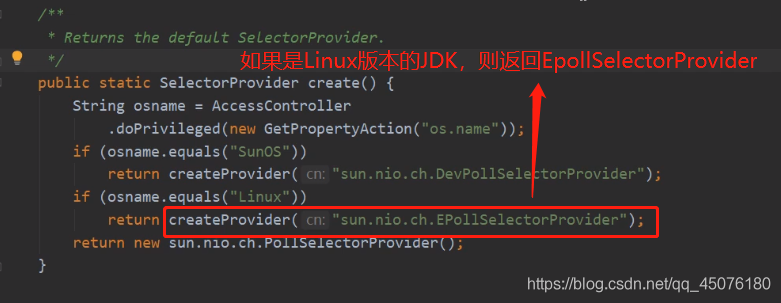 /**
* Returns the default SelectorProvider.
*/
如果是Linux版本的JDK，则返回EpollSelectorProvider
public static SelectorProvider create() {
String osname = AccessController
.doPrivileged(new GetPropertyAction("os.name"));
if (osname.equals("SunOS"))
return createProvider( cn: "sun.nio.ch.DevPollSelectorProvider");
if (osname.equals("Linux"))
return createProvider( cn: "sun.nio.ch.EPollSelectorProvider");
return new sun.nio.ch.PollSelectorProvider();
}
https://blog.csdn.net/qq_45076180